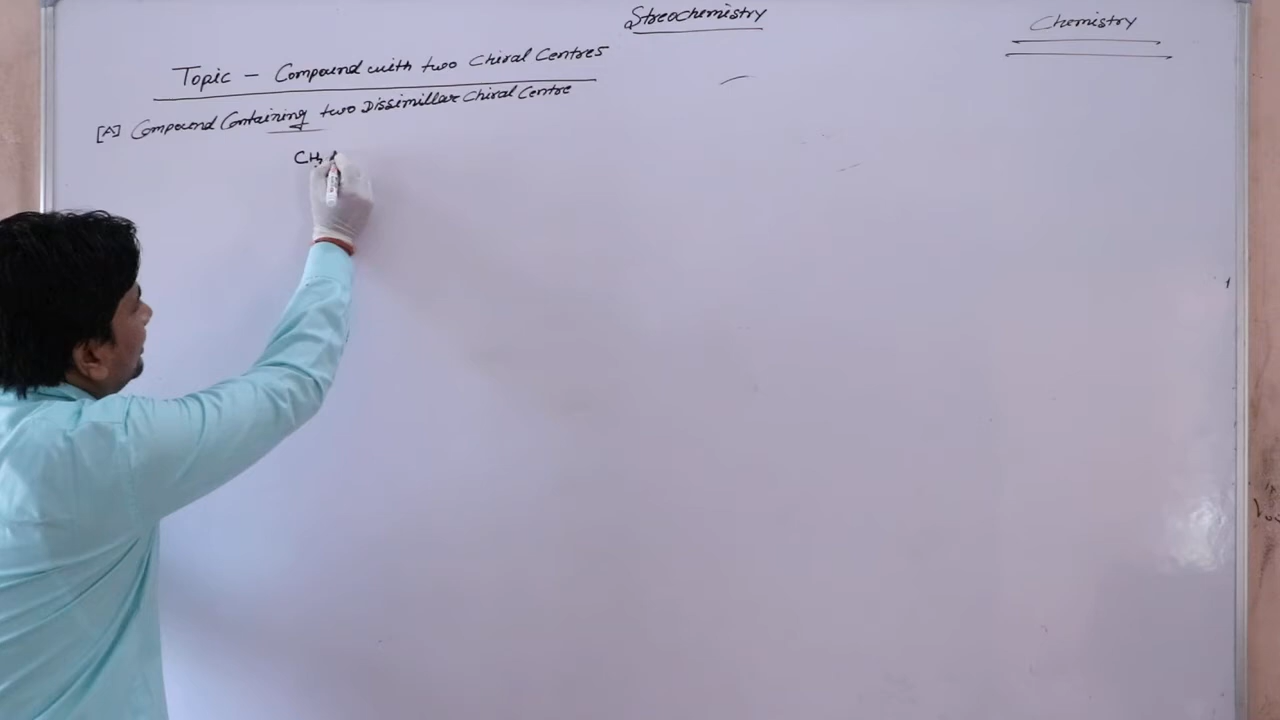 Streochemistry
Chemistry
Topic - Compound with two Chiral Centres
[A] Compound Containing two Dissimillar Chiral Centre
CH3